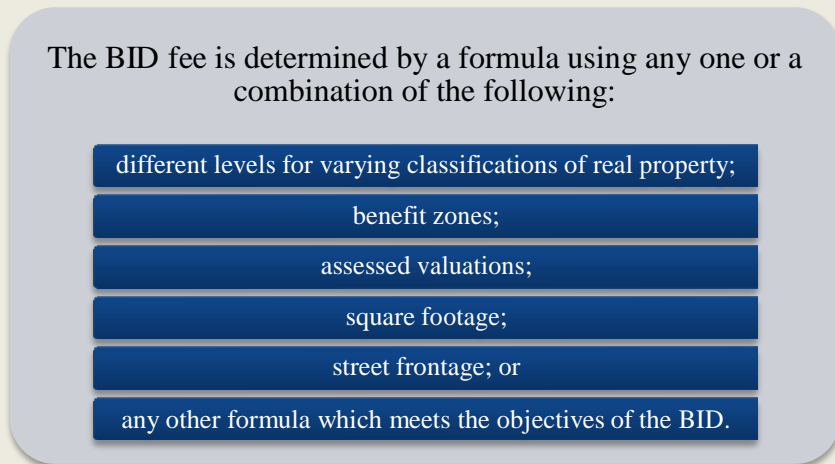 The BID fee is determined by a formula using any one or a
combination of the following:
different levels for varying classifications of real property;
benefit zones;
assessed valuations;
square footage;
street frontage; or
any other formula which meets the objectives of the BID.